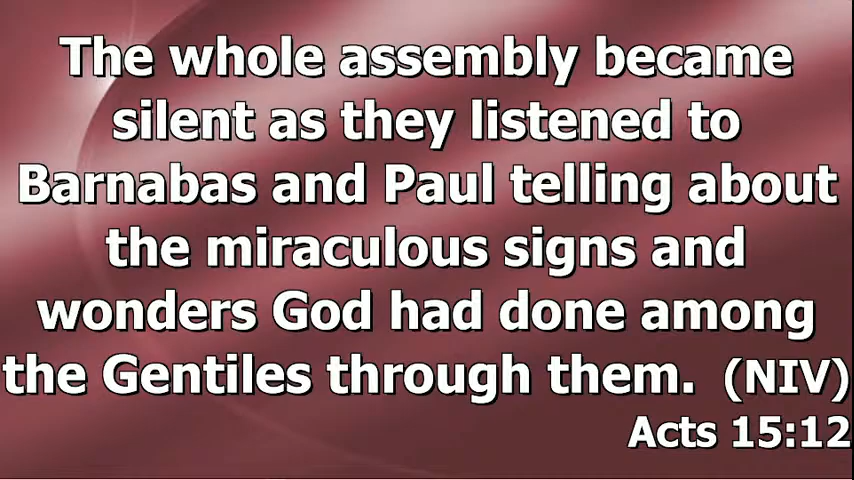 The whole assembly became
silent as they listened to
Barnabas and Paul telling about
the miraculous signs and
wonders God had done among
the Gentiles through them. (NIV)
Acts 15:12